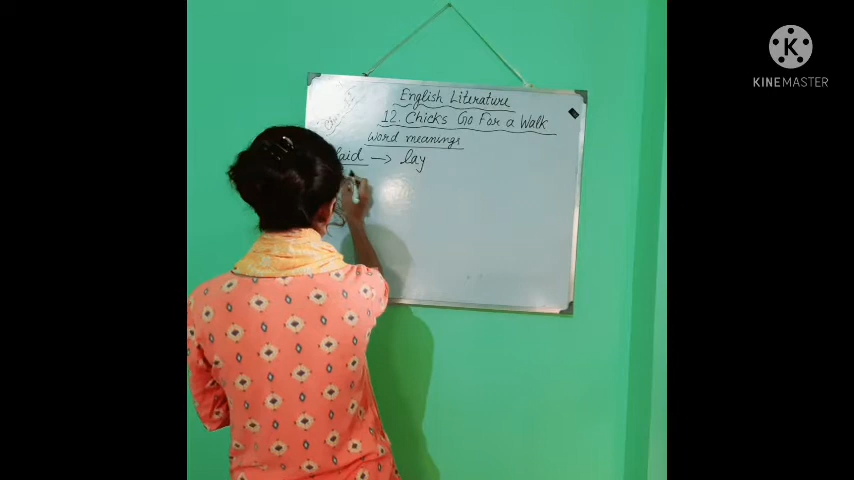 English Literature
12. Chicks Go For a Walk
Word meanings
laid → lay
K
KINEMASTER